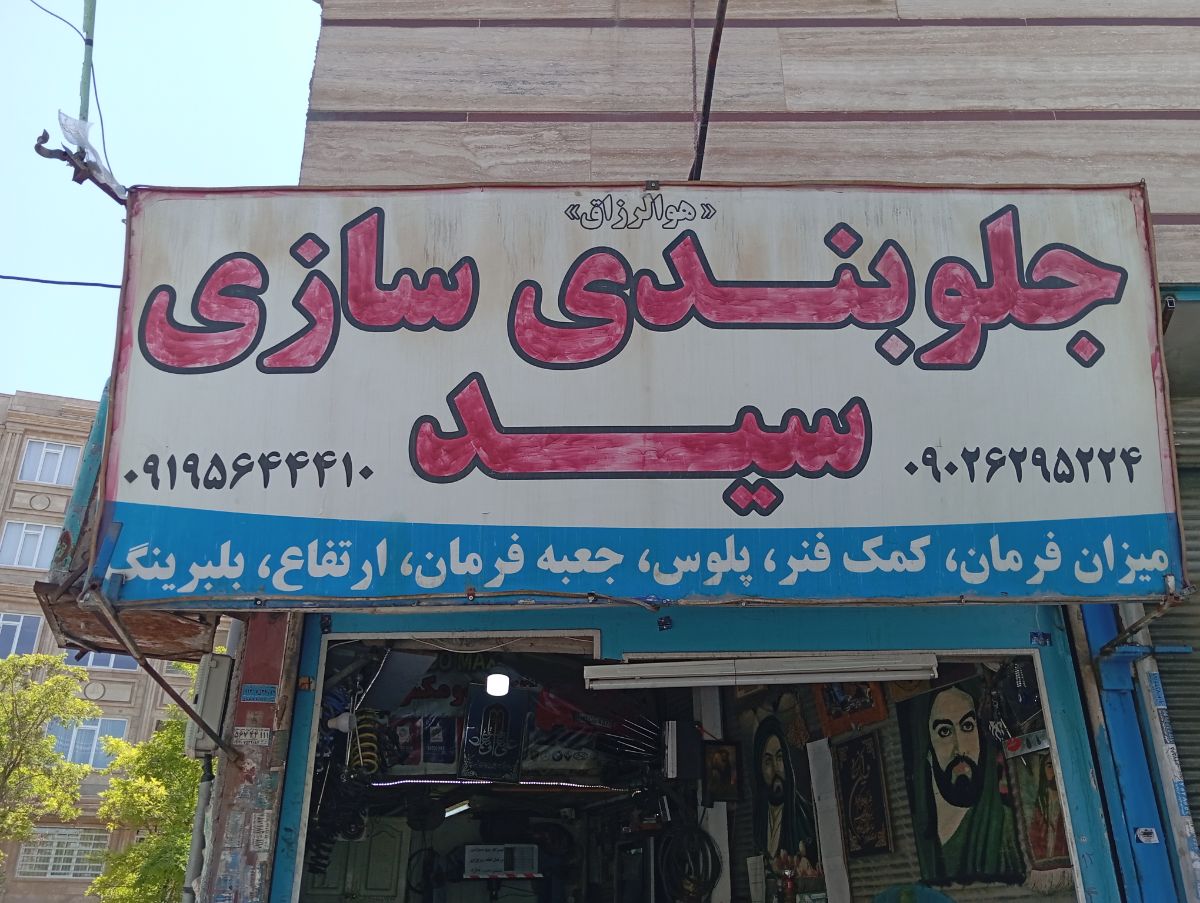 «هوالرزاق»
جلوبندی سازی
سید
۰۹۰۲۶۲۹۵۲۲۴
۰۹۱۹۵۶۴۴۴۱۰
میزان فرمان، کمک فنر، پلوس، جعبه فرمان، ارتفاع، بلبرینگ